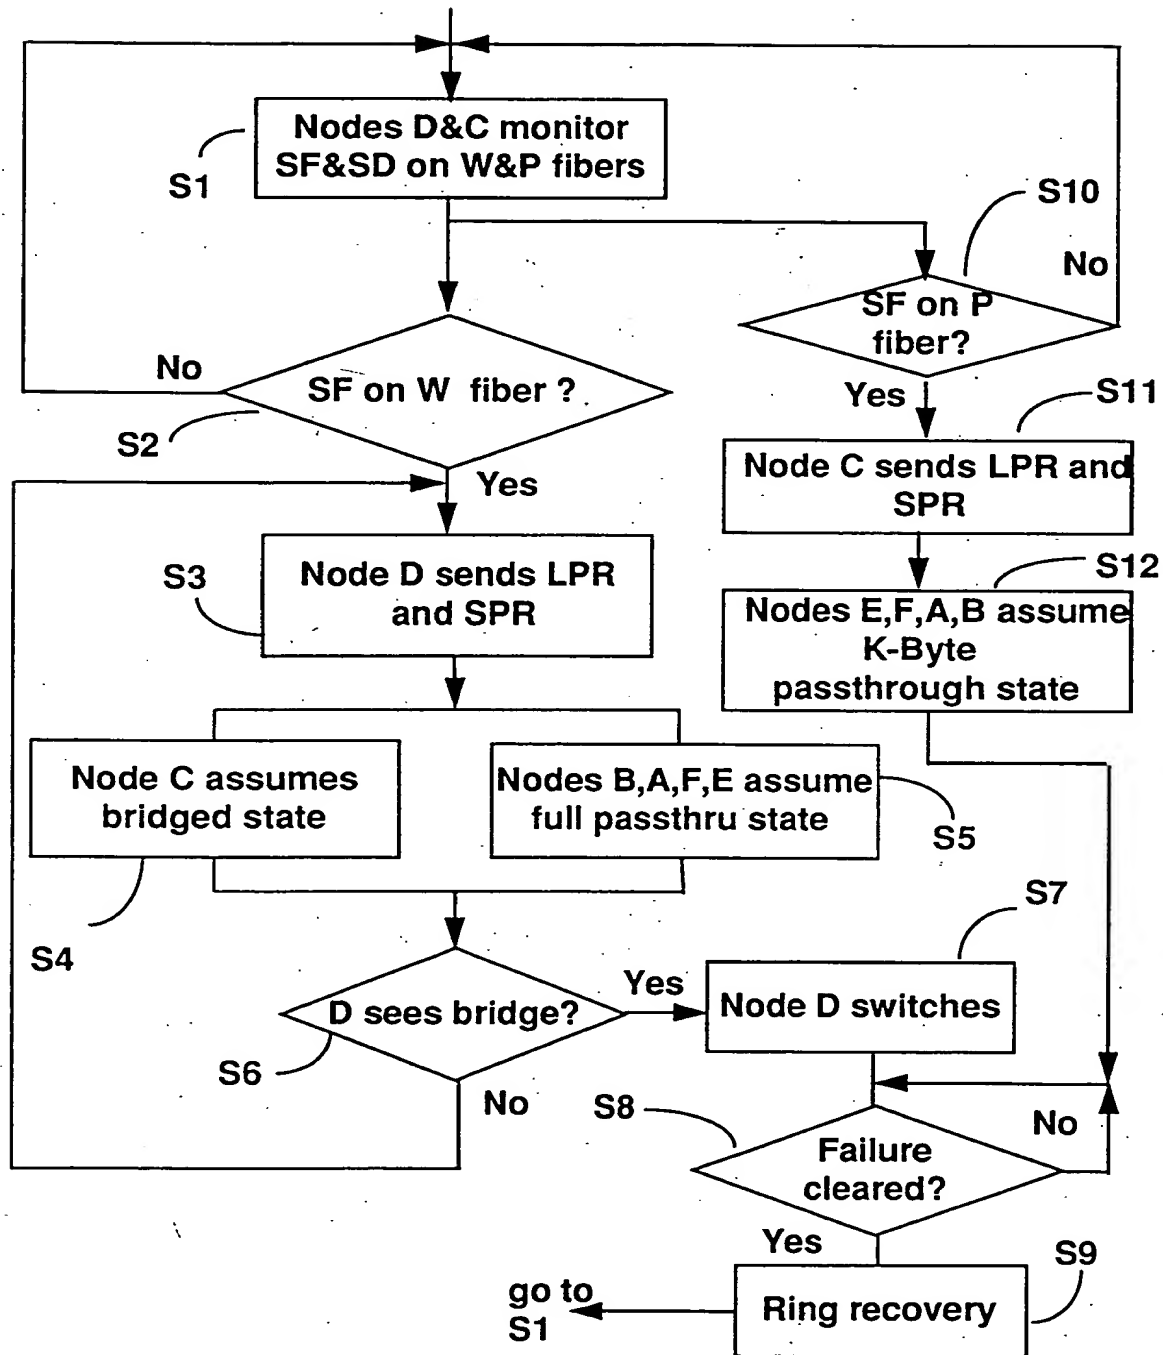 Nodes D&C monitor
SF&SD on W&P fibers
S1
S10
No
SF on P
fiber?
No
SF on W fiber ?
S2
Yes
S11
Yes
Node C sends LPR and
SPR
S3
Node D sends LPR
and SPR
S12
Nodes E,F,A,B assume
K-Byte
passthrough state
Node C assumes
bridged state
Nodes B,A,F,E assume
full passthru state
S5
S4
S7
D sees bridge?
Yes
Node D switches
S6
No
S8
No
Failure
cleared?
Yes
S9
go to
S1
Ring recovery